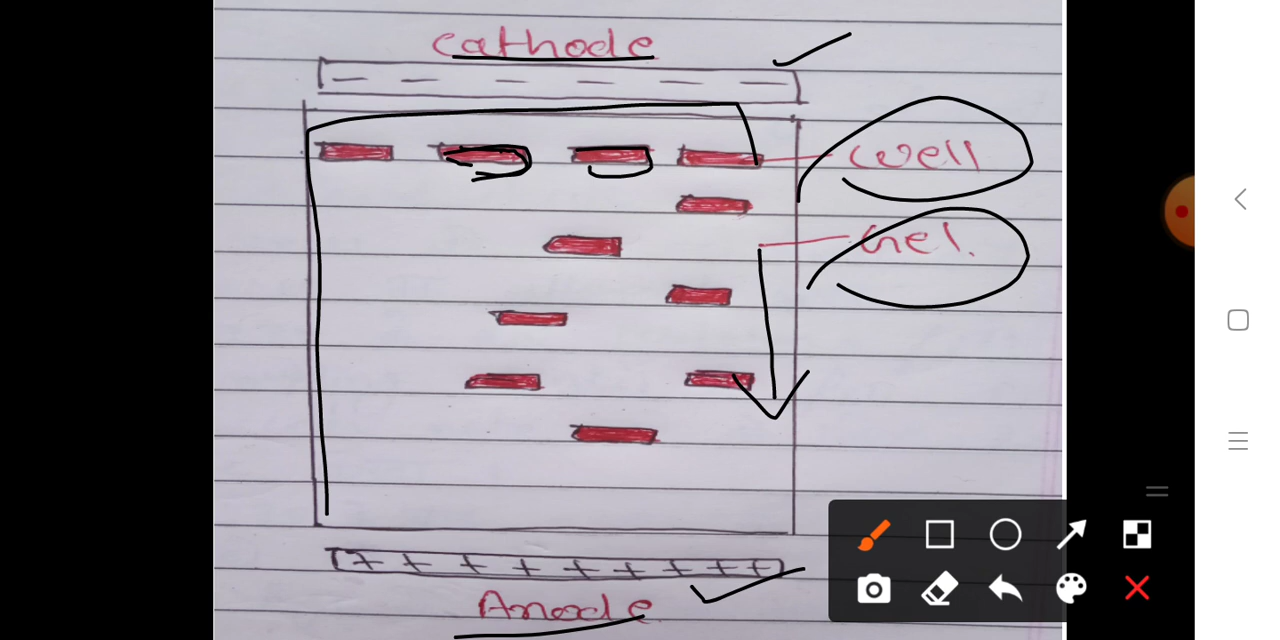 Cathode
- - - - - -
Well
Gel.
+ + + + + + + + +
Anode